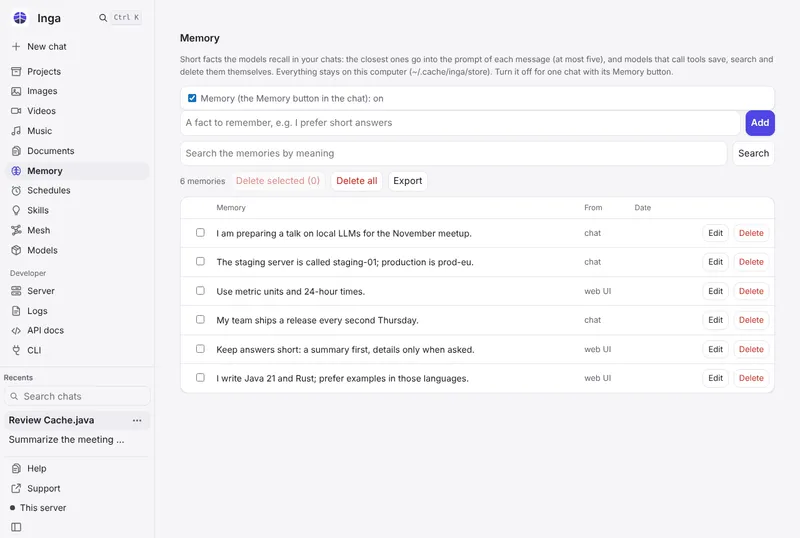 Inga
Ctrl K
New chat
Projects
Images
Videos
Music
Documents
Memory
Schedules
Skills
Mesh
Models
Developer
Server
Logs
API docs
CLI
Recents
Search chats
Review Cache.java ...
Summarize the meeting ...
Help
Support
This server
Memory
Short facts the models recall in your chats: the closest ones go into the prompt of each message (at most five), and models that call tools save, search and
delete them themselves. Everything stays on this computer (~/.cache/inga/store). Turn it off for one chat with its Memory button.
Memory (the Memory button in the chat): on
A fact to remember, e.g. I prefer short answers
Add
Search the memories by meaning
Search
6 memories Delete selected (0) Delete all Export
Memory From Date
I am preparing a talk on local LLMs for the November meetup. chat Edit Delete
The staging server is called staging-01; production is prod-eu. chat Edit Delete
Use metric units and 24-hour times. web UI Edit Delete
My team ships a release every second Thursday. chat Edit Delete
Keep answers short: a summary first, details only when asked. web UI Edit Delete
I write Java 21 and Rust; prefer examples in those languages. web UI Edit Delete